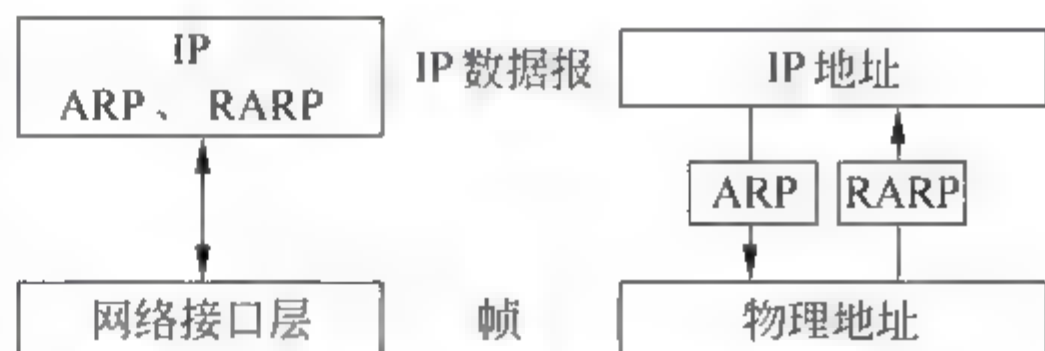 IP
ARP、 RARP
IP 数据报
IP 地址
ARP
RARP
网络接口层
帧
物理地址